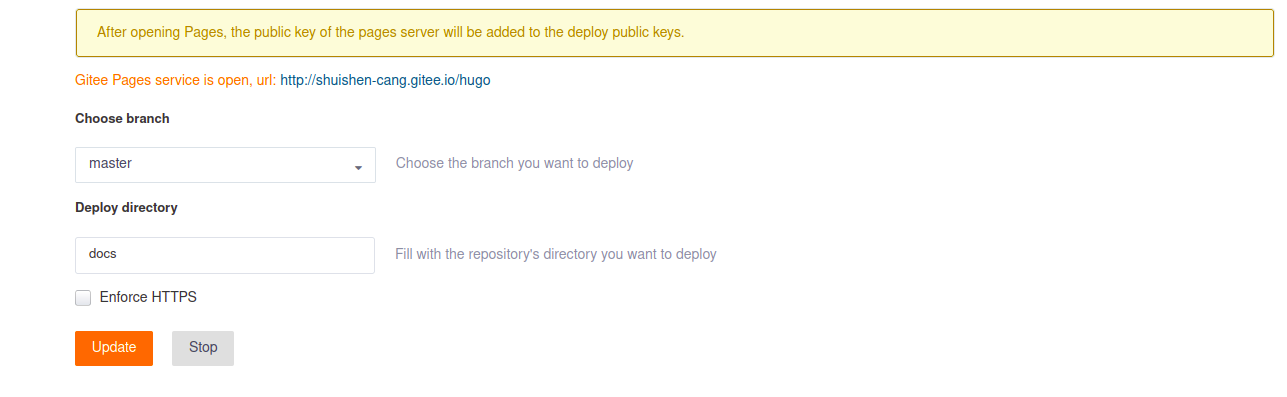 After opening Pages, the public key of the pages server will be added to the deploy public keys.
Gitee Pages service is open, url: http://shuishen-cang.gitee.io/hugo
Choose branch
master
Choose the branch you want to deploy
Deploy directory
docs
Fill with the repository's directory you want to deploy
Enforce HTTPS
Update
Stop